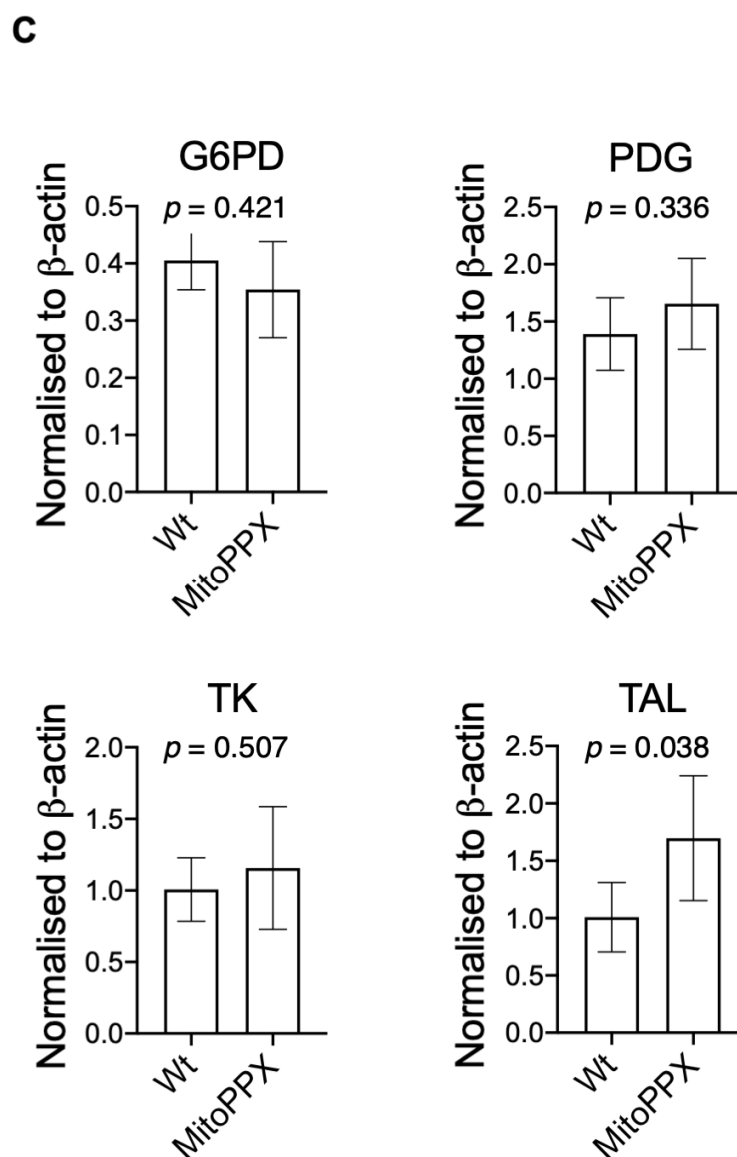 c
G6PD
p = 0.421
Normalised to β-actin
0.5
0.4
0.3
0.2
0.1
0.0
Wt
MitoPPX
PDG
p = 0.336
Normalised to β-actin
2.5
2.0
1.5
1.0
0.5
0.0
Wt
MitoPPX
TK
p = 0.507
Normalised to β-actin
2.0
1.5
1.0
0.5
0.0
Wt
MitoPPX
TAL
p = 0.038
Normalised to β-actin
2.5
2.0
1.5
1.0
0.5
0.0
Wt
MitoPPX